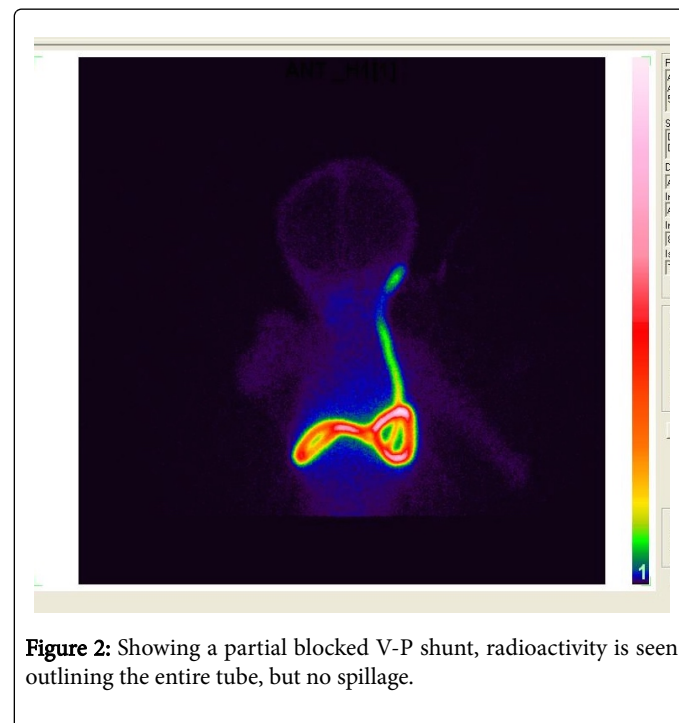 1
Figure 2: Showing a partial blocked V-P shunt, radioactivity is seen
outlining the entire tube, but no spillage.